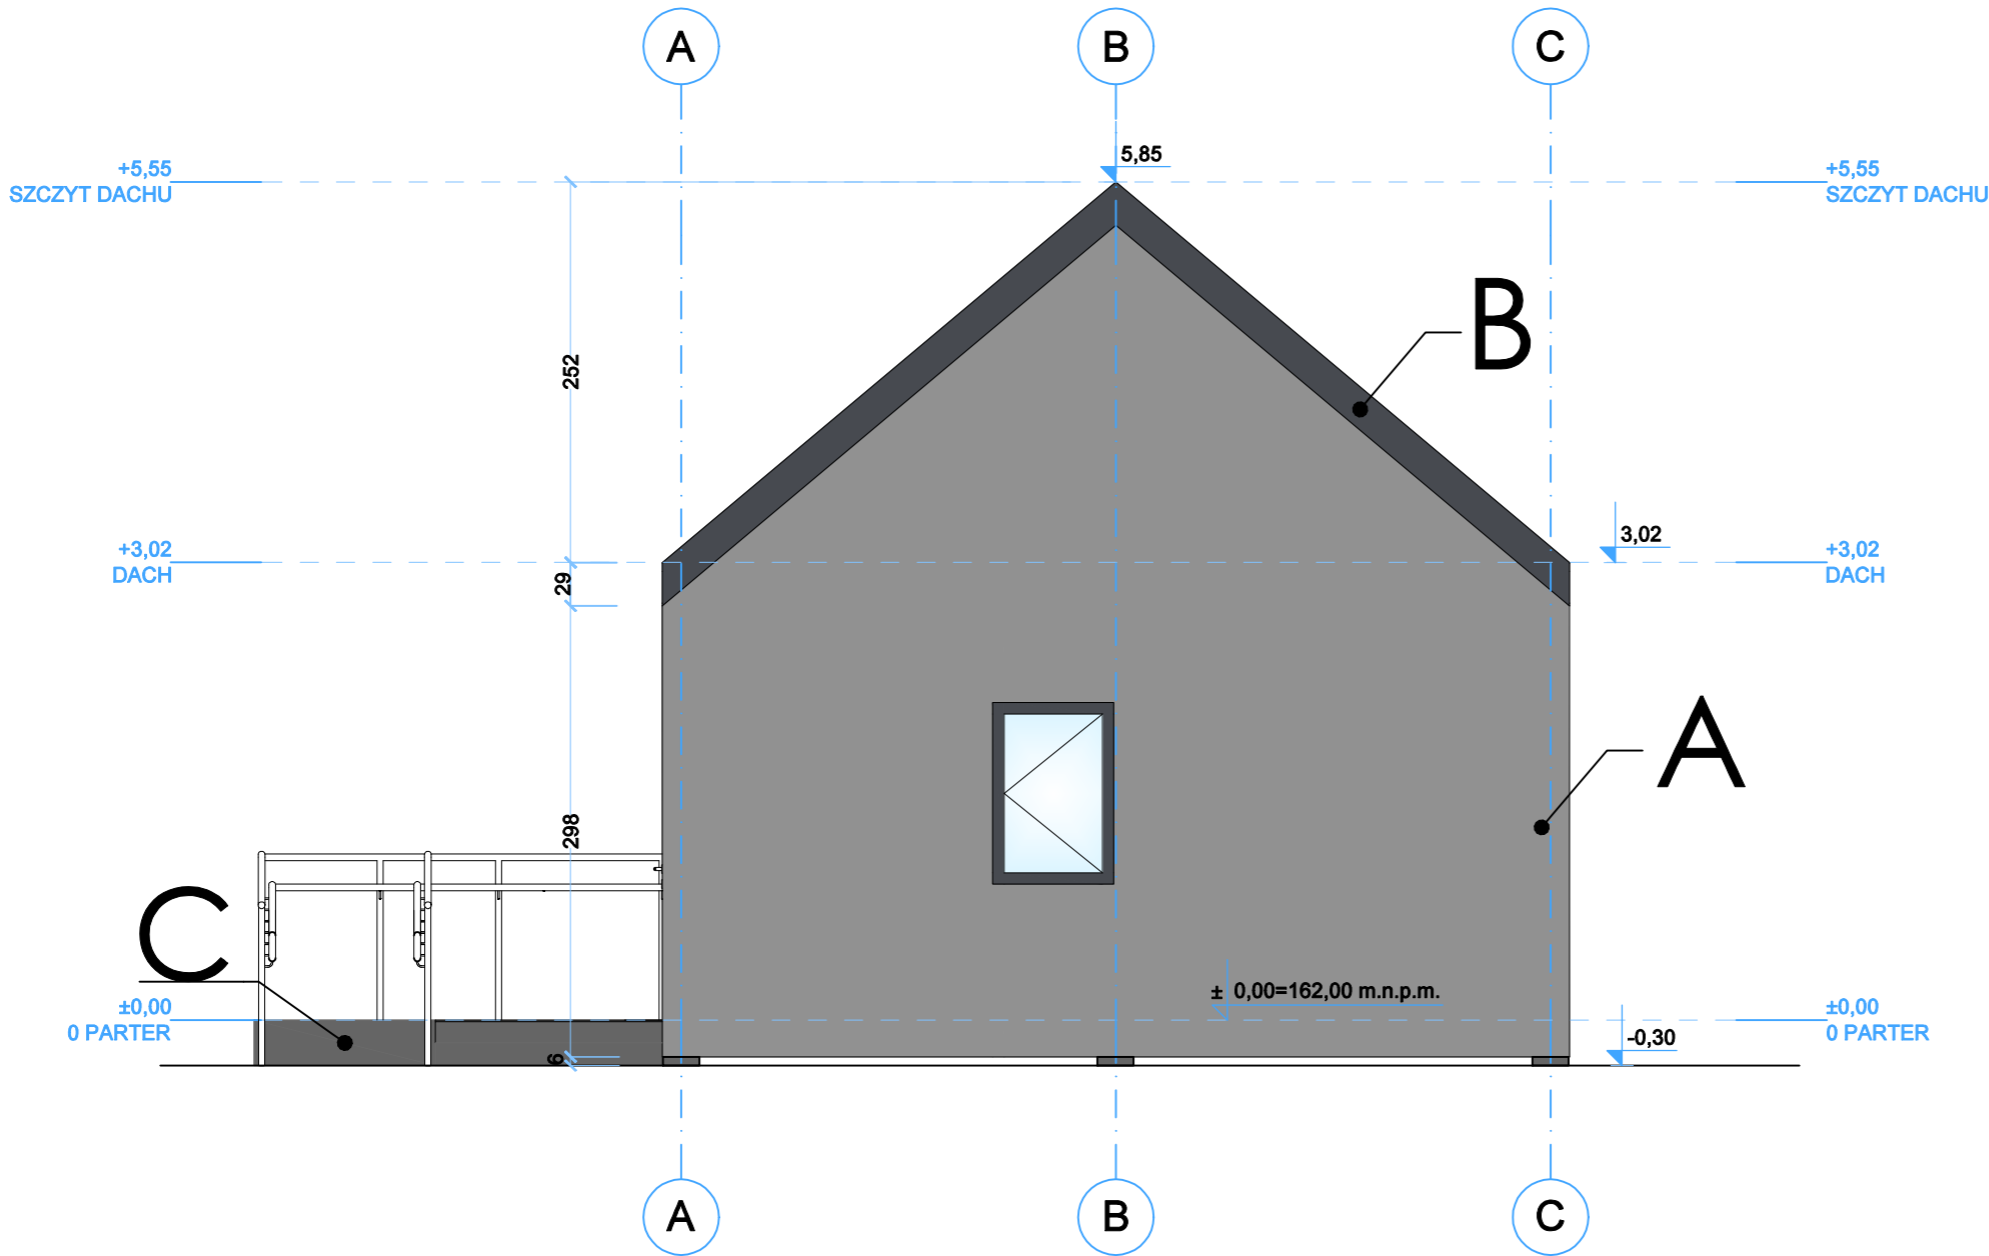 A B C
5,85
+5,55 +5,55
SZCZYT DACHU SZCZYT DACHU
B
252
3,02
+3,02 +3,02
DACH DACH
29
A
298
C
± 0,00=162,00 m.n.p.m.
±0,00 ±0,00
0 PARTER 0 PARTER
-0,30
6
A B C